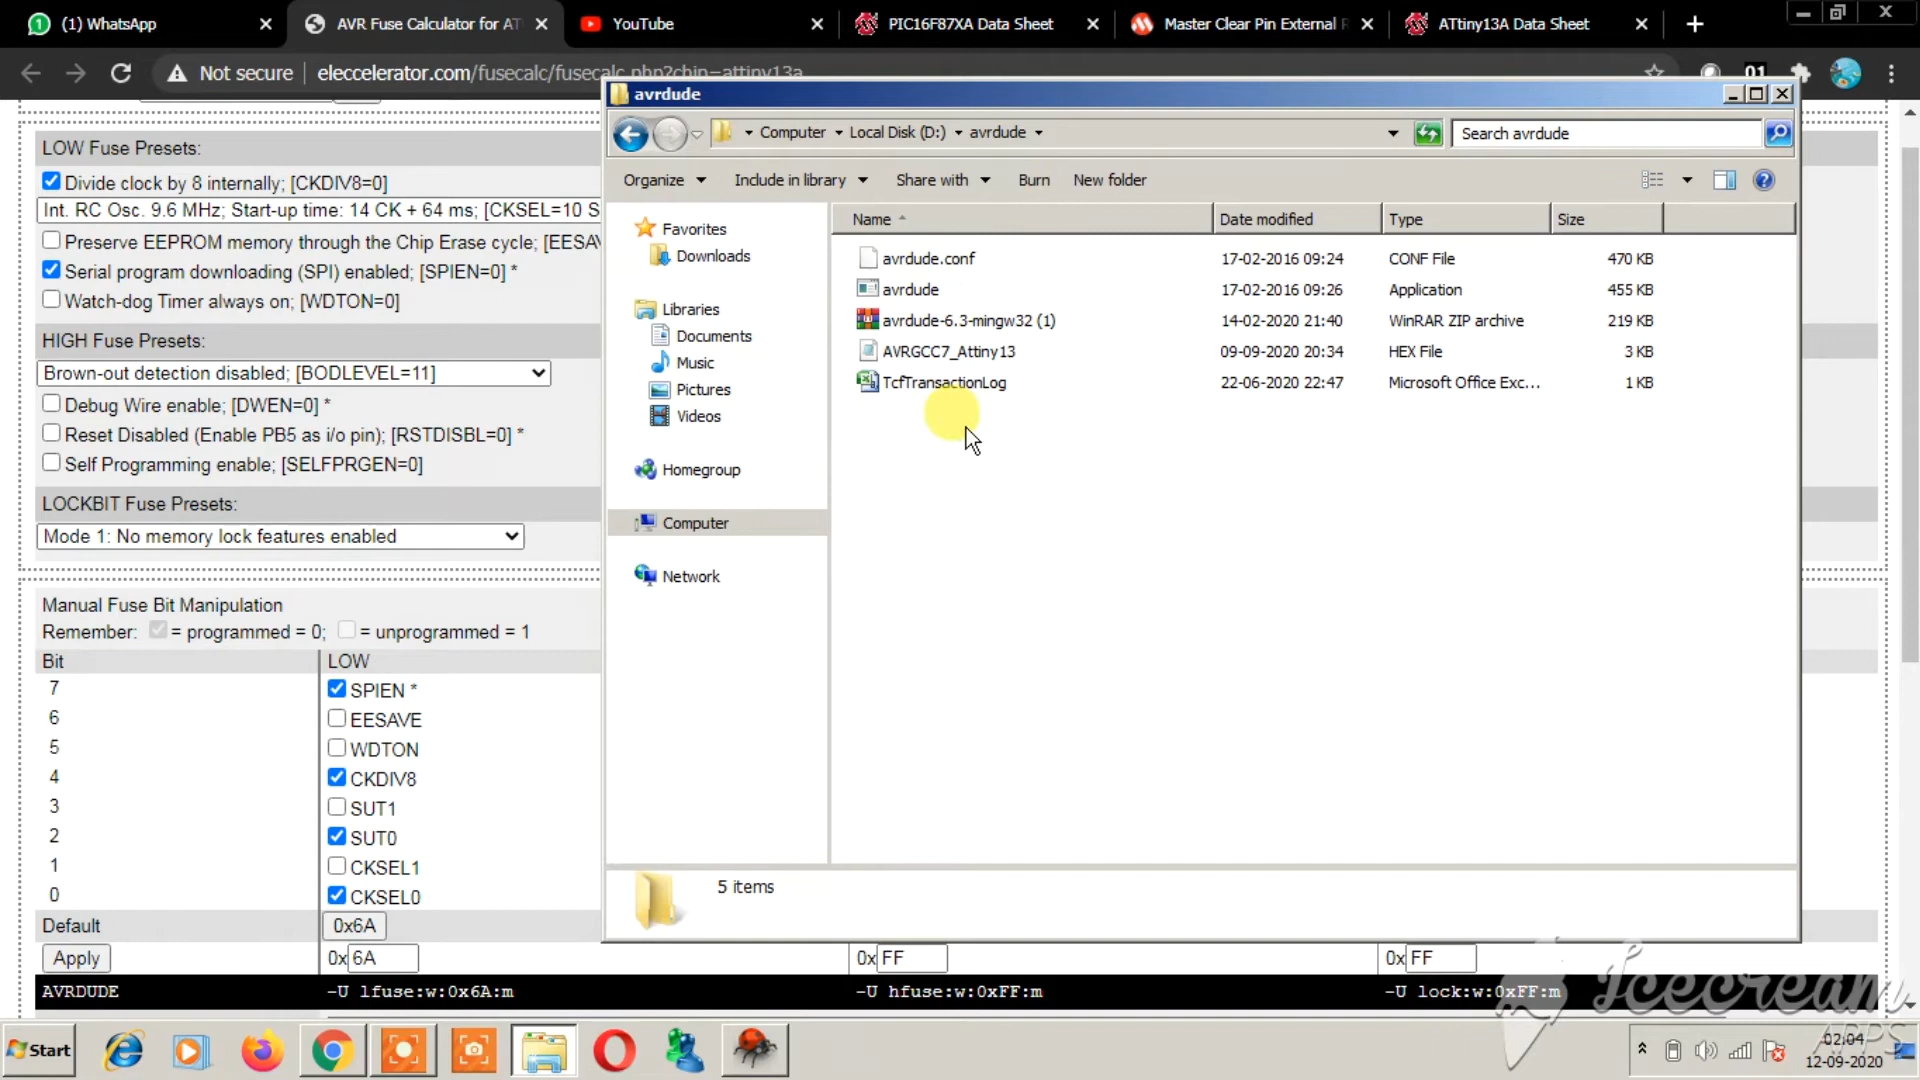 (1) WhatsApp
AVR Fuse Calculator for AT
YouTube
PIC16F87XA Data Sheet
Master Clear Pin External R
ATtiny13A Data Sheet
Not secure
eleccelerator.com/fusecalc/fusecalc.php?chip=attiny13a
avrdude
Computer
Local Disk (D:)
avrdude
Search avrdude
Organize
Include in library
Share with
Burn
New folder
Name
Date modified
Type
Size
Favorites
Downloads
Libraries
Documents
Music
Pictures
Videos
Homegroup
Computer
Network
avrdude.conf 17-02-2016 09:24 CONF File 470 KB
avrdude 17-02-2016 09:26 Application 455 KB
avrdude-6.3-mingw32 (1) 14-02-2020 21:40 WinRAR ZIP archive 219 KB
AVRGCC7_Attiny13 09-09-2020 20:34 HEX File 3 KB
TcfTransactionLog 22-06-2020 22:47 Microsoft Office Exc... 1 KB
5 items
LOW Fuse Presets:
Divide clock by 8 internally; [CKDIV8=0]
Int. RC Osc. 9.6 MHz; Start-up time: 14 CK + 64 ms; [CKSEL=10 S
Preserve EEPROM memory through the Chip Erase cycle; [EESA
Serial program downloading (SPI) enabled; [SPIEN=0] *
Watch-dog Timer always on; [WDTON=0]
HIGH Fuse Presets:
Brown-out detection disabled; [BODLEVEL=11]
Debug Wire enable; [DWEN=0] *
Reset Disabled (Enable PB5 as i/o pin); [RSTDISBL=0] *
Self Programming enable; [SELFPRGEN=0]
LOCKBIT Fuse Presets:
Mode 1: No memory lock features enabled
Manual Fuse Bit Manipulation
Remember: = programmed = 0; = unprogrammed = 1
Bit LOW
7 SPIEN *
6 EESAVE
5 WDTON
4 CKDIV8
3 SUT1
2 SUT0
1 CKSEL1
0 CKSEL0
Default 0x6A
Apply 0x 6A 0x FF 0x FF
AVRDUDE -U lfuse:w:0x6A:m -U hfuse:w:0xFF:m -U lock:w:0xFF:m
Icecream
APPS
Start
02:04
12-09-2020